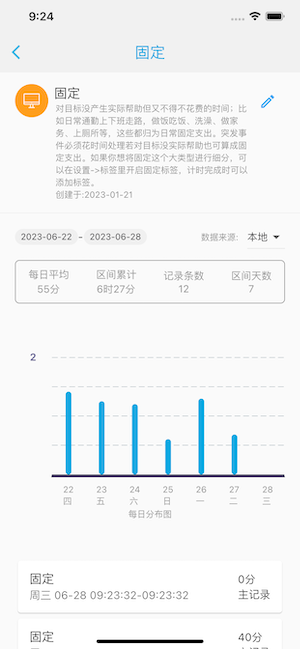 9:24
固定
固定
对目标没产生实际帮助但又不得不花费的时间；比
如日常通勤上下班走路，做饭吃饭、洗澡、做家
务、上厕所等，这些都归为日常固定支出。突发事
件必须花时间处理若对目标没实际帮助也可算成固
定支出。如果你想将固定这个大类型进行细分，可
以在设置->标签里开启固定标签，计时完成时可以
添加标签。
创建于:2023-01-21
2023-06-22 - 2023-06-28 数据来源: 本地
每日平均 区间累计 记录条数 区间天数
55分 6时27分 12 7
2
22 23 24 25 26 27 28
四 五 六 日 一 二 三
每日分布图
固定 0分
周三 06-28 09:23:32-09:23:32 主记录
固定 40分